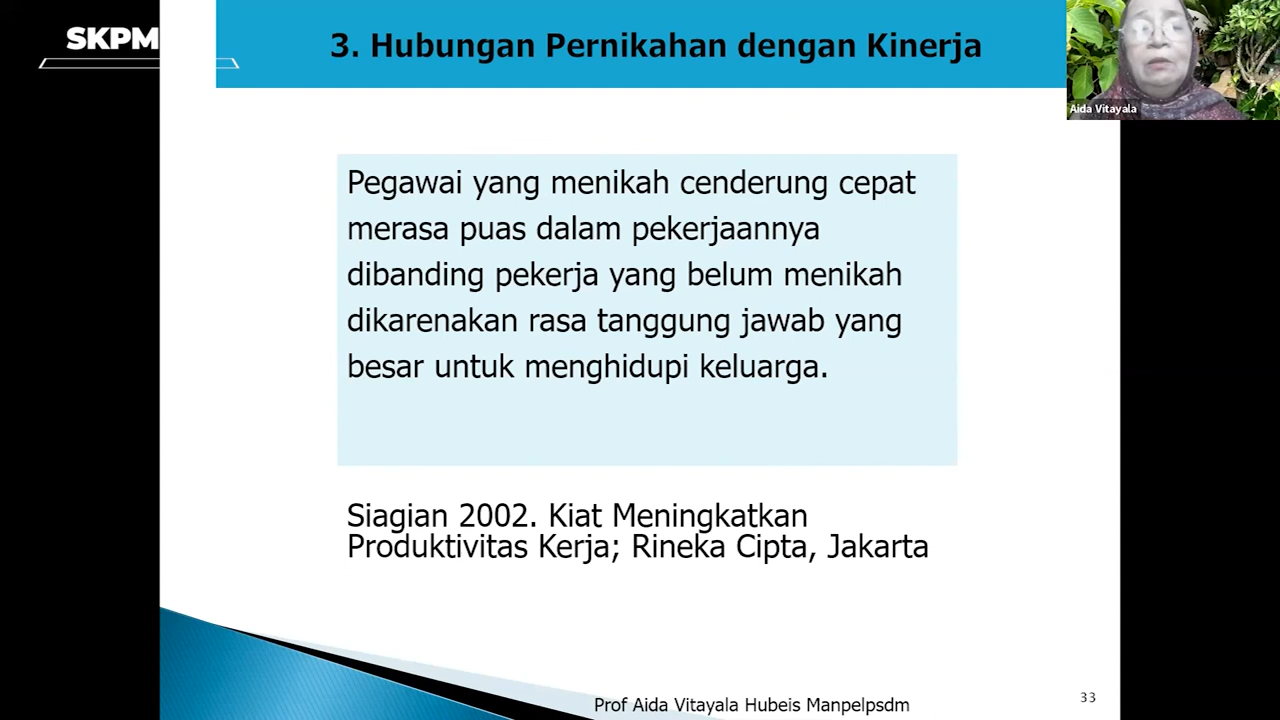 SKPM
3. Hubungan Pernikahan dengan Kinerja
Aida Vitayala
Pegawai yang menikah cenderung cepat
merasa puas dalam pekerjaannya
dibanding pekerja yang belum menikah
dikarenakan rasa tanggung jawab yang
besar untuk menghidupi keluarga.
Siagian 2002. Kiat Meningkatkan
Produktivitas Kerja; Rineka Cipta, Jakarta
Prof Aida Vitayala Hubeis Manpelpsdm
33